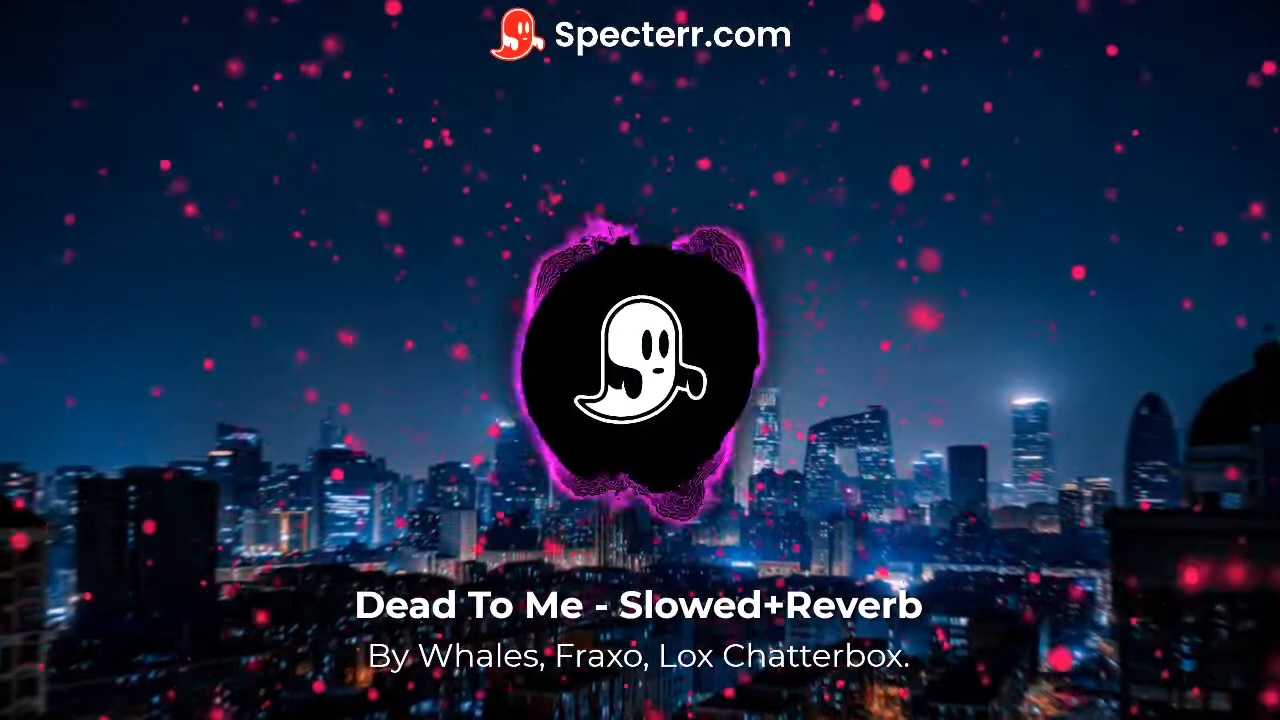 Specterr.com
Dead To Me - Slowed+Reverb
By Whales, Fraxo, Lox Chatterbox.